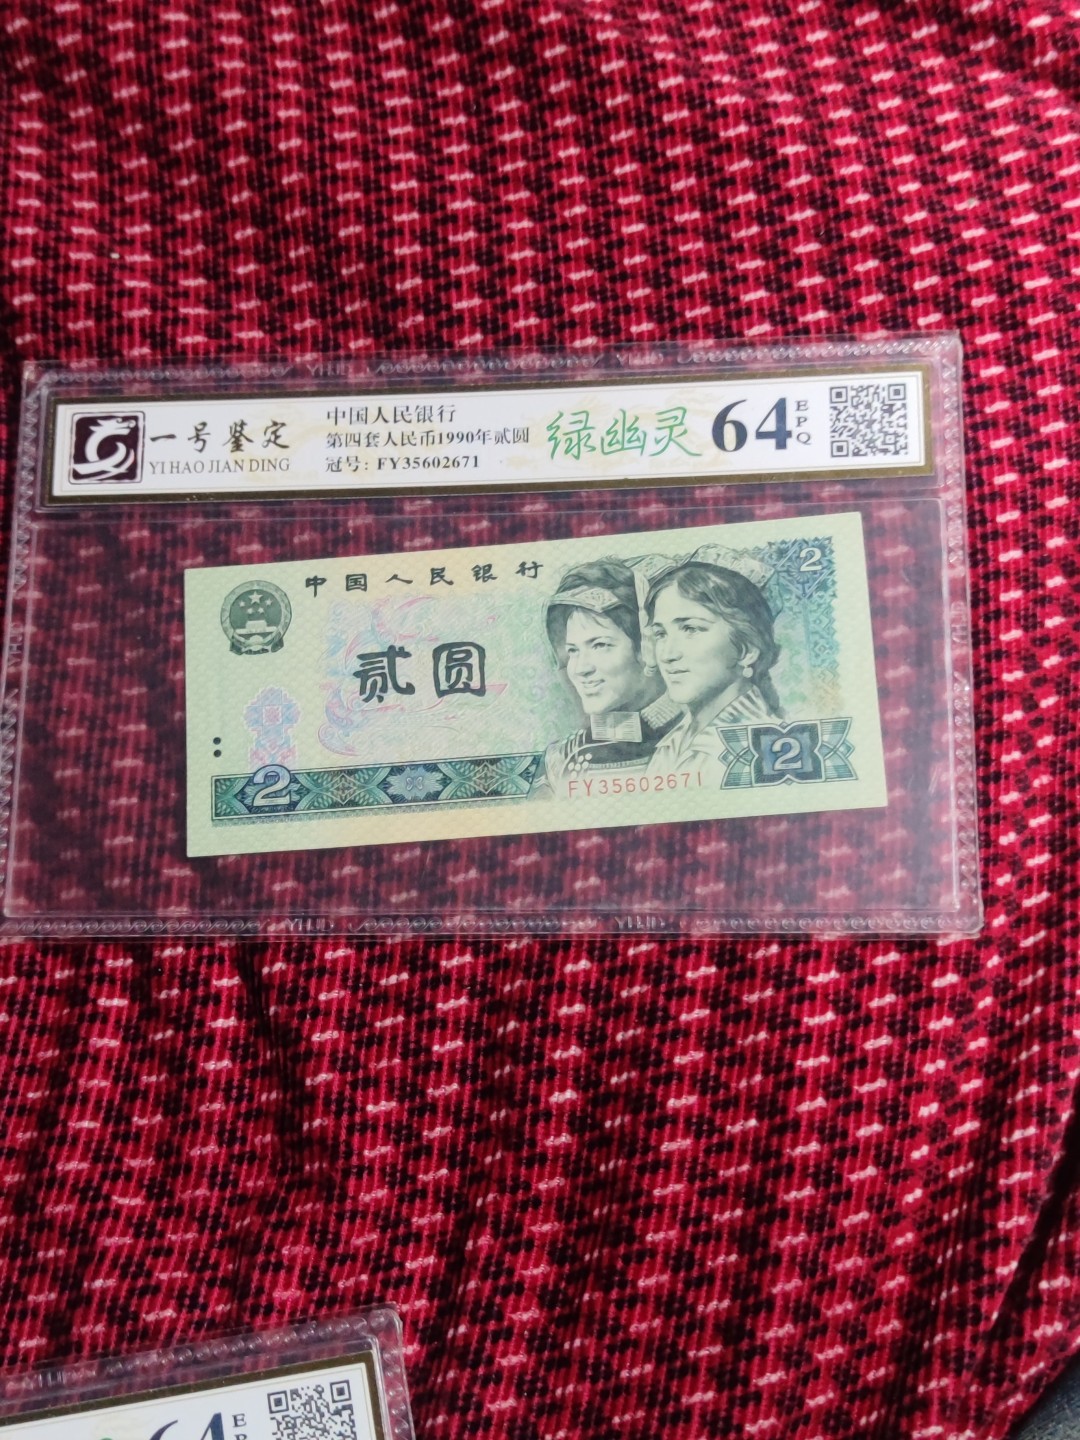 一号鉴定
YI HAO JIAN DING
中国人民银行
第四套人民币1990年贰圆
冠号: FY35602671
绿幽灵
64
EPQ
中国人民银行
2
贰圆
2
2
FY35602671
64